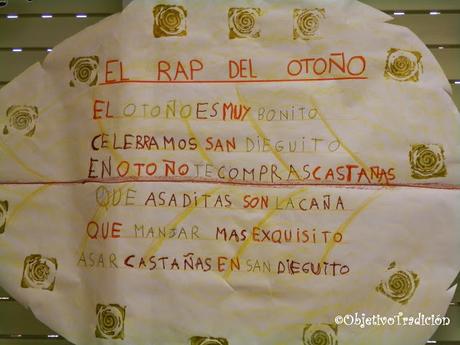 EL RAP DEL OTOÑO
EL OTOÑO ES MUY BONITO
CELEBRAMOS SAN DIEGUITO
EN OTOÑO TE COMPRAS CASTAÑAS
QUE ASADITAS SON LA CAÑA
QUE MANJAR MAS EXQUISITO
ASAR CASTAÑAS EN SAN DIEGUITO
©ObjetivoTradición